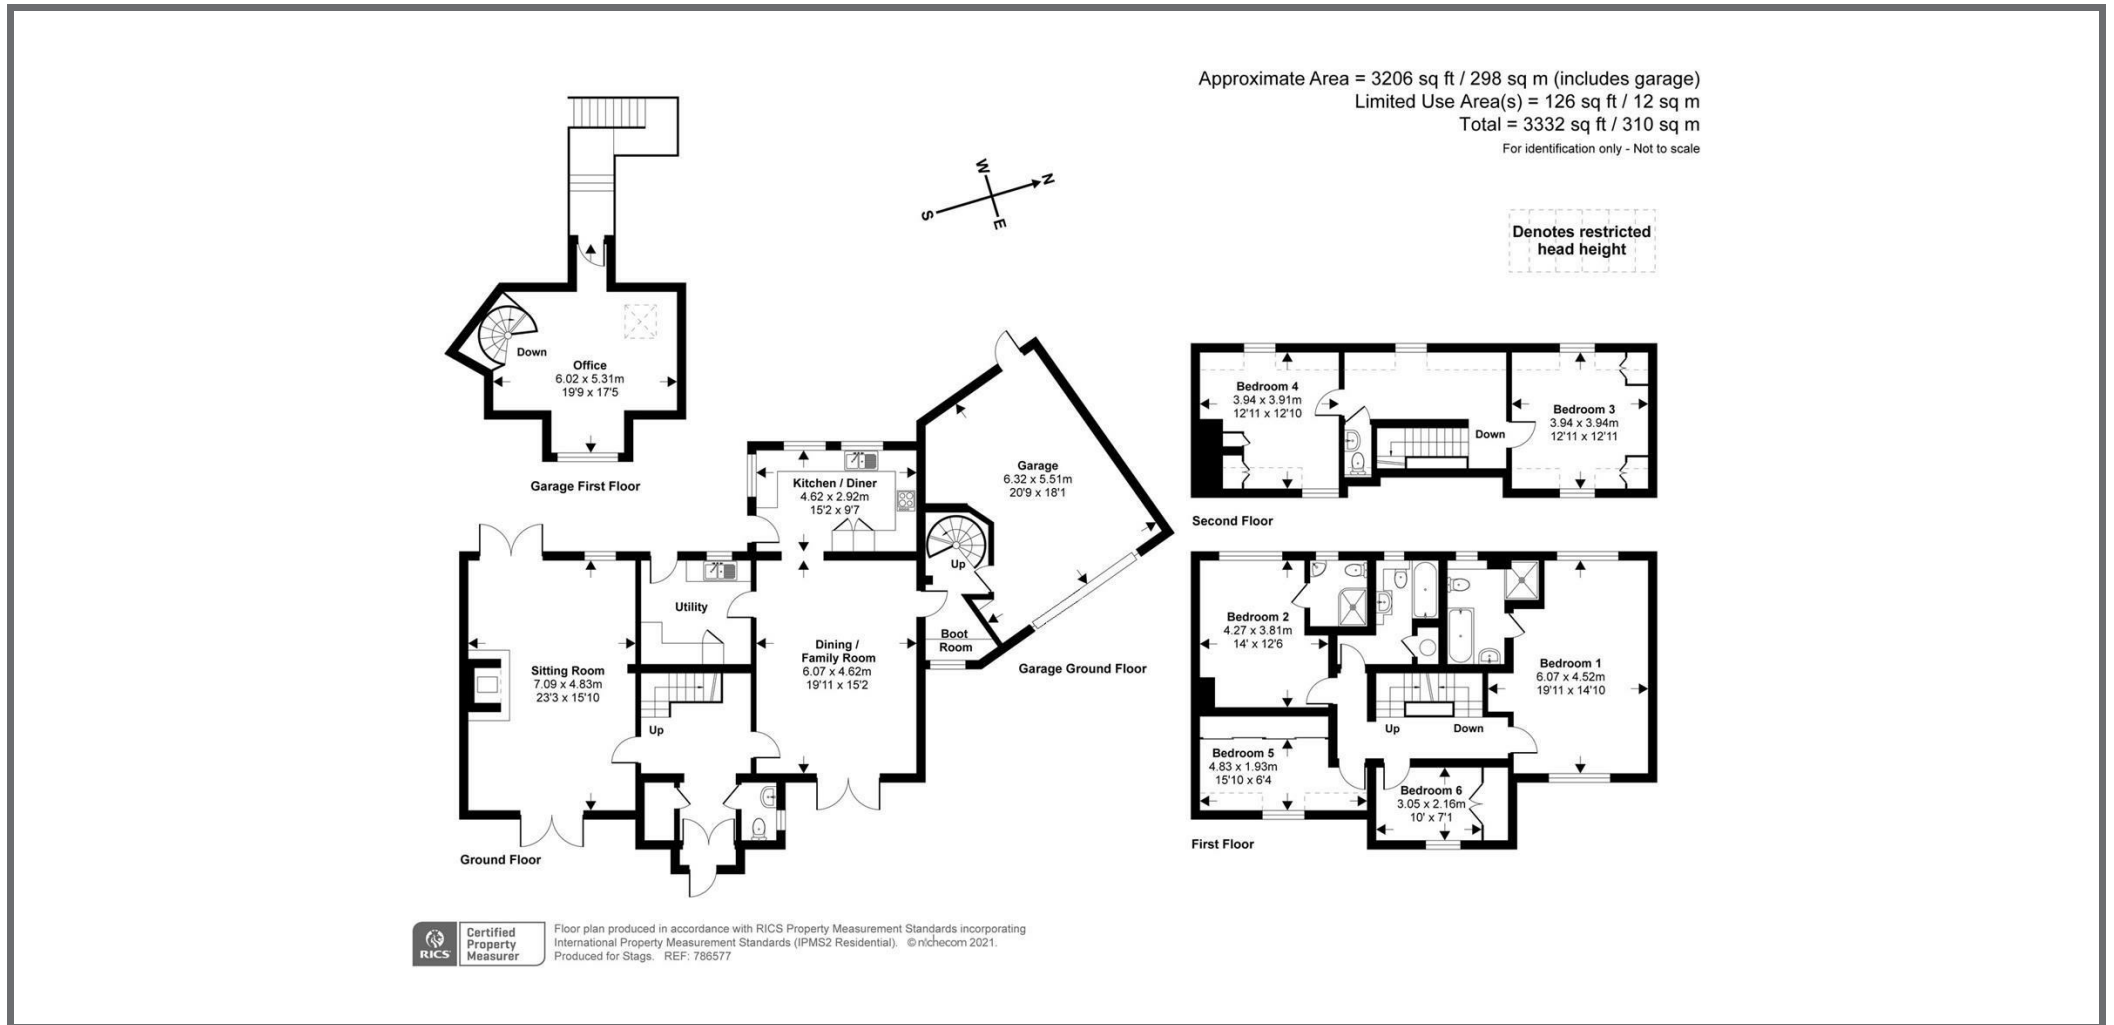 Approximate Area = 3206 sq ft / 298 sq m (includes garage)
Limited Use Area(s) = 126 sq ft / 12 sq m
Total = 3332 sq ft / 310 sq m
For identification only - Not to scale
W
N
S
E
Denotes restricted
head height
Down
Office
6.02 x 5.31m
19'9 x 17'5
Garage First Floor
Kitchen / Diner
4.62 x 2.92m
15'2 x 9'7
Garage
6.32 x 5.51m
20'9 x 18'1
Up
Boot
Room
Garage Ground Floor
Utility
Dining /
Family Room
6.07 x 4.62m
19'11 x 15'2
Sitting Room
7.09 x 4.83m
23'3 x 15'10
Up
Ground Floor
Bedroom 4
3.94 x 3.91m
12'11 x 12'10
Down
Bedroom 3
3.94 x 3.94m
12'11 x 12'11
Second Floor
Bedroom 2
4.27 x 3.81m
14' x 12'6
Bedroom 1
6.07 x 4.52m
19'11 x 14'10
Up
Down
Bedroom 5
4.83 x 1.93m
15'10 x 6'4
Bedroom 6
3.05 x 2.16m
10' x 7'1
First Floor
RICS
Certified
Property
Measurer
Floor plan produced in accordance with RICS Property Measurement Standards incorporating
International Property Measurement Standards (IPMS2 Residential). © nichecom 2021.
Produced for Stags. REF: 786577